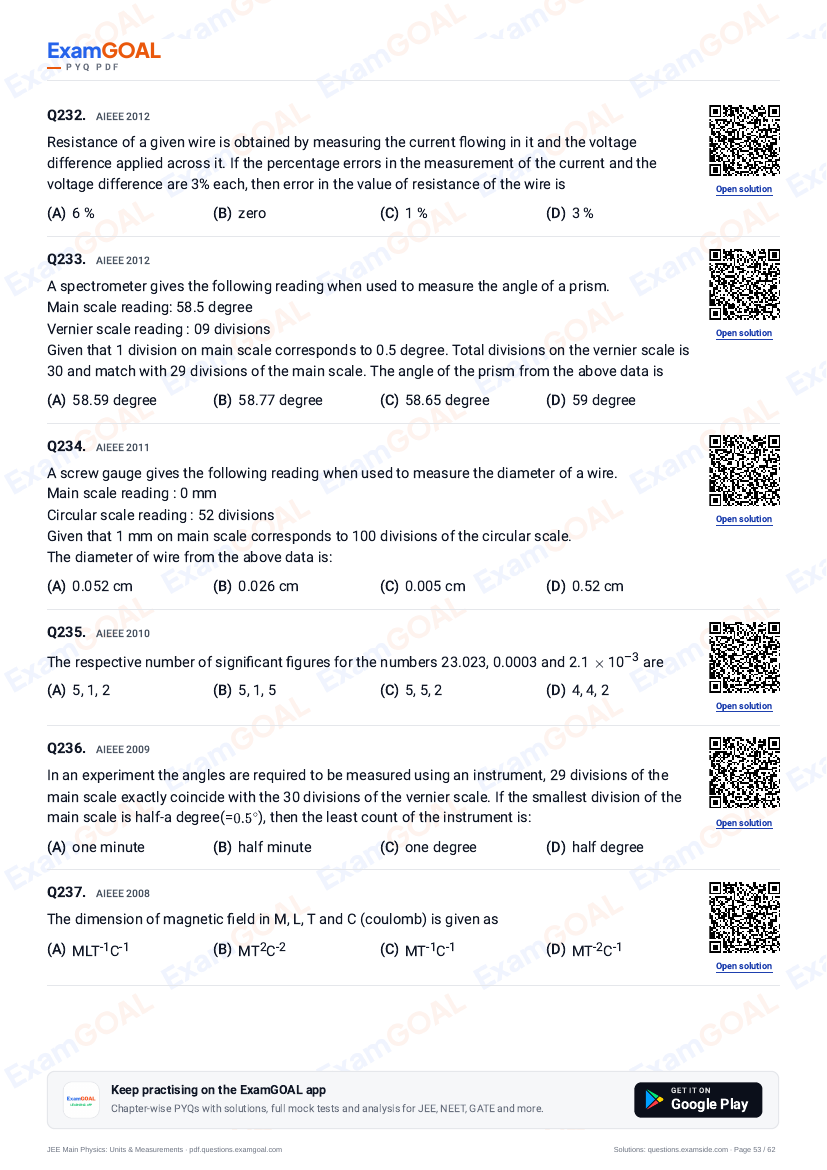 ExamGOAL
PYQ PDF
Q232. AIEEE 2012
Resistance of a given wire is obtained by measuring the current flowing in it and the voltage
difference applied across it. If the percentage errors in the measurement of the current and the
voltage difference are 3% each, then error in the value of resistance of the wire is
(A) 6 % (B) zero (C) 1 % (D) 3 %
Open solution
Q233. AIEEE 2012
A spectrometer gives the following reading when used to measure the angle of a prism.
Main scale reading: 58.5 degree
Vernier scale reading : 09 divisions
Given that 1 division on main scale corresponds to 0.5 degree. Total divisions on the vernier scale is
30 and match with 29 divisions of the main scale. The angle of the prism from the above data is
(A) 58.59 degree (B) 58.77 degree (C) 58.65 degree (D) 59 degree
Open solution
Q234. AIEEE 2011
A screw gauge gives the following reading when used to measure the diameter of a wire.
Main scale reading : 0 mm
Circular scale reading : 52 divisions
Given that 1 mm on main scale corresponds to 100 divisions of the circular scale.
The diameter of wire from the above data is:
(A) 0.052 cm (B) 0.026 cm (C) 0.005 cm (D) 0.52 cm
Open solution
Q235. AIEEE 2010
The respective number of significant figures for the numbers 23.023, 0.0003 and 2.1 × 10⁻³ are
(A) 5, 1, 2 (B) 5, 1, 5 (C) 5, 5, 2 (D) 4, 4, 2
Open solution
Q236. AIEEE 2009
In an experiment the angles are required to be measured using an instrument, 29 divisions of the
main scale exactly coincide with the 30 divisions of the vernier scale. If the smallest division of the
main scale is half-a degree(=0.5°), then the least count of the instrument is:
(A) one minute (B) half minute (C) one degree (D) half degree
Open solution
Q237. AIEEE 2008
The dimension of magnetic field in M, L, T and C (coulomb) is given as
(A) MLT⁻¹C⁻¹ (B) MT²C⁻² (C) MT⁻¹C⁻¹ (D) MT⁻²C⁻¹
Open solution
Keep practising on the ExamGOAL app
Chapter-wise PYQs with solutions, full mock tests and analysis for JEE, NEET, GATE and more.
GET IT ON
Google Play
JEE Main Physics: Units & Measurements · pdf.questions.examgoal.com
Solutions: questions.examside.com · Page 53 / 62